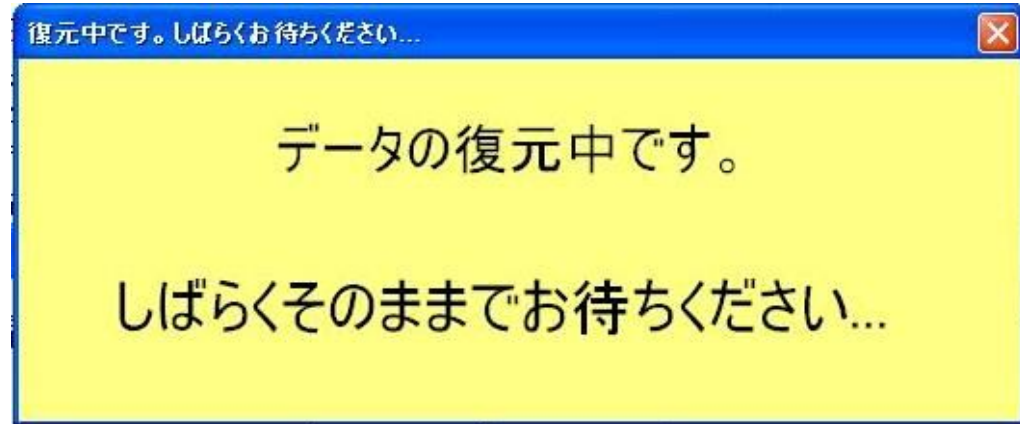 復元中です。しばらくお待ちください...
データの復元中です。
しばらくそのままでお待ちください...